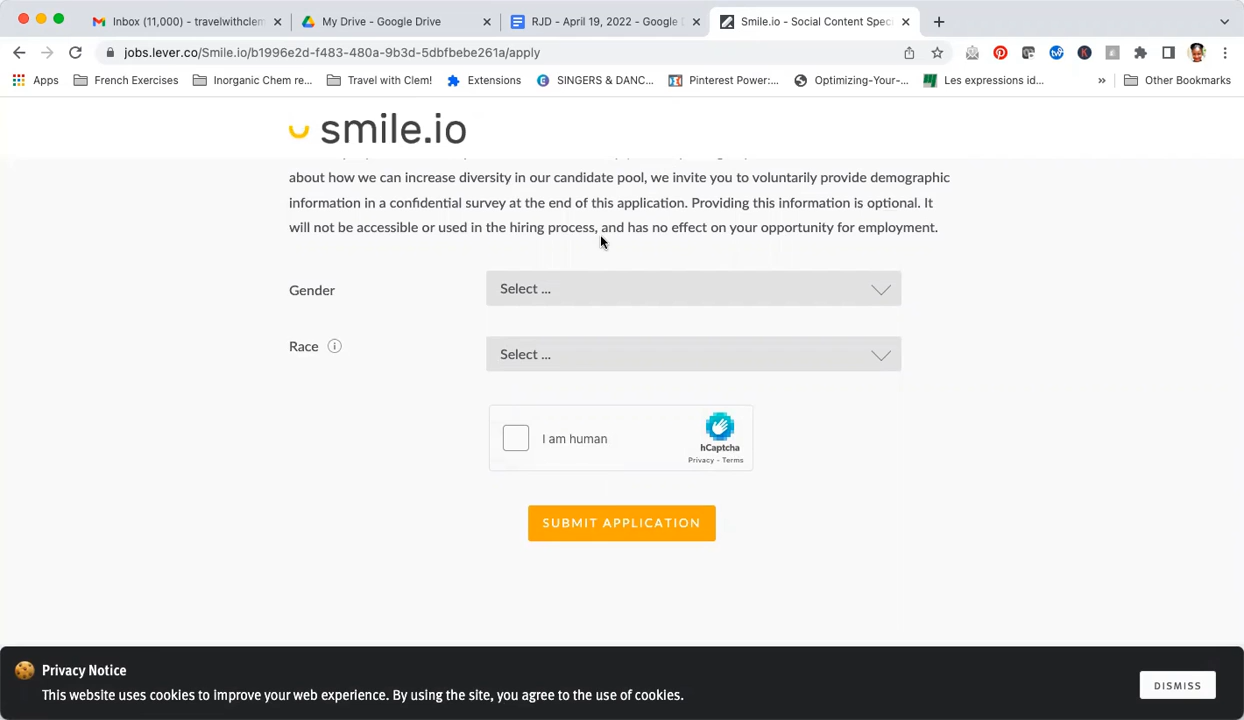 Inbox (11,000) - travelwithclem
My Drive - Google Drive
RJD - April 19, 2022 - Google D
Smile.io - Social Content Speci
jobs.lever.co/Smile.io/b1996e2d-f483-480a-9b3d-5dbfbebe261a/apply
Apps
French Exercises
Inorganic Chem re...
Travel with Clem!
Extensions
SINGERS & DANC...
Pinterest Power:...
Optimizing-Your-...
Les expressions id...
»
Other Bookmarks
smile.io
about how we can increase diversity in our candidate pool, we invite you to voluntarily provide demographic
information in a confidential survey at the end of this application. Providing this information is optional. It
will not be accessible or used in the hiring process, and has no effect on your opportunity for employment.
Gender
Select ...
Race
Select ...
I am human
hCaptcha
Privacy - Terms
SUBMIT APPLICATION
Privacy Notice
This website uses cookies to improve your web experience. By using the site, you agree to the use of cookies.
DISMISS